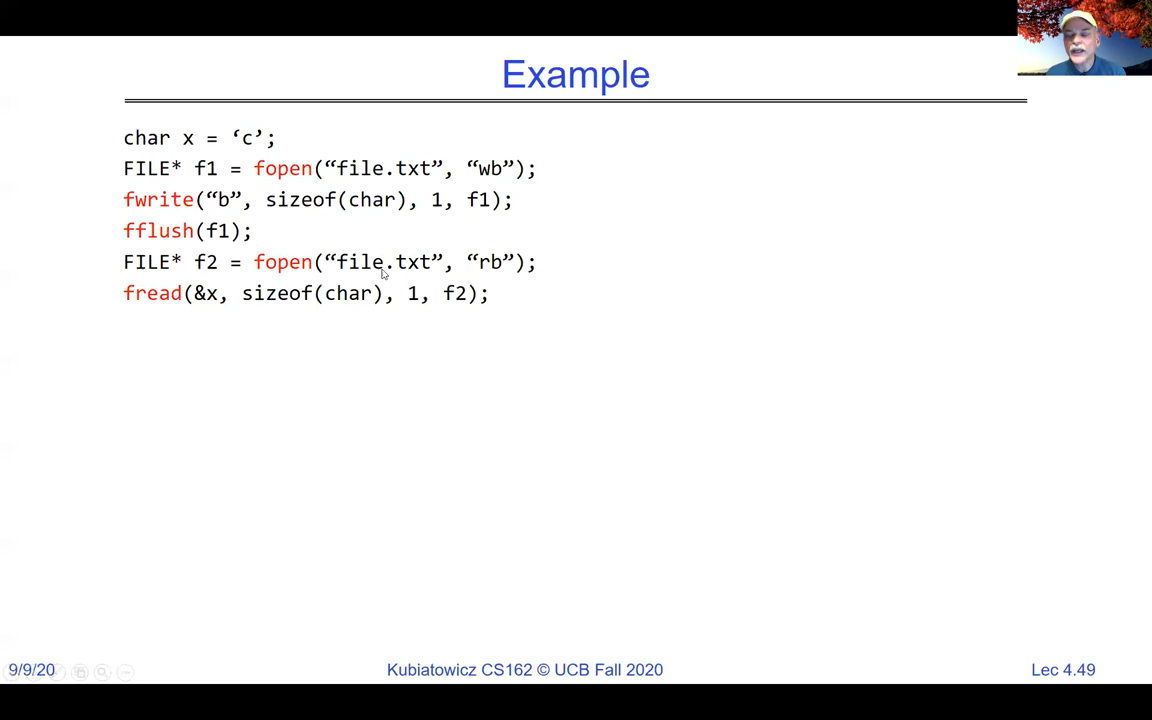 Example
char x = ‘c’;
FILE* f1 = fopen(“file.txt”, “wb”);
fwrite(“b”, sizeof(char), 1, f1);
fflush(f1);
FILE* f2 = fopen(“file.txt”, “rb”);
fread(&x, sizeof(char), 1, f2);
9/9/20
Kubiatowicz CS162 © UCB Fall 2020
Lec 4.49